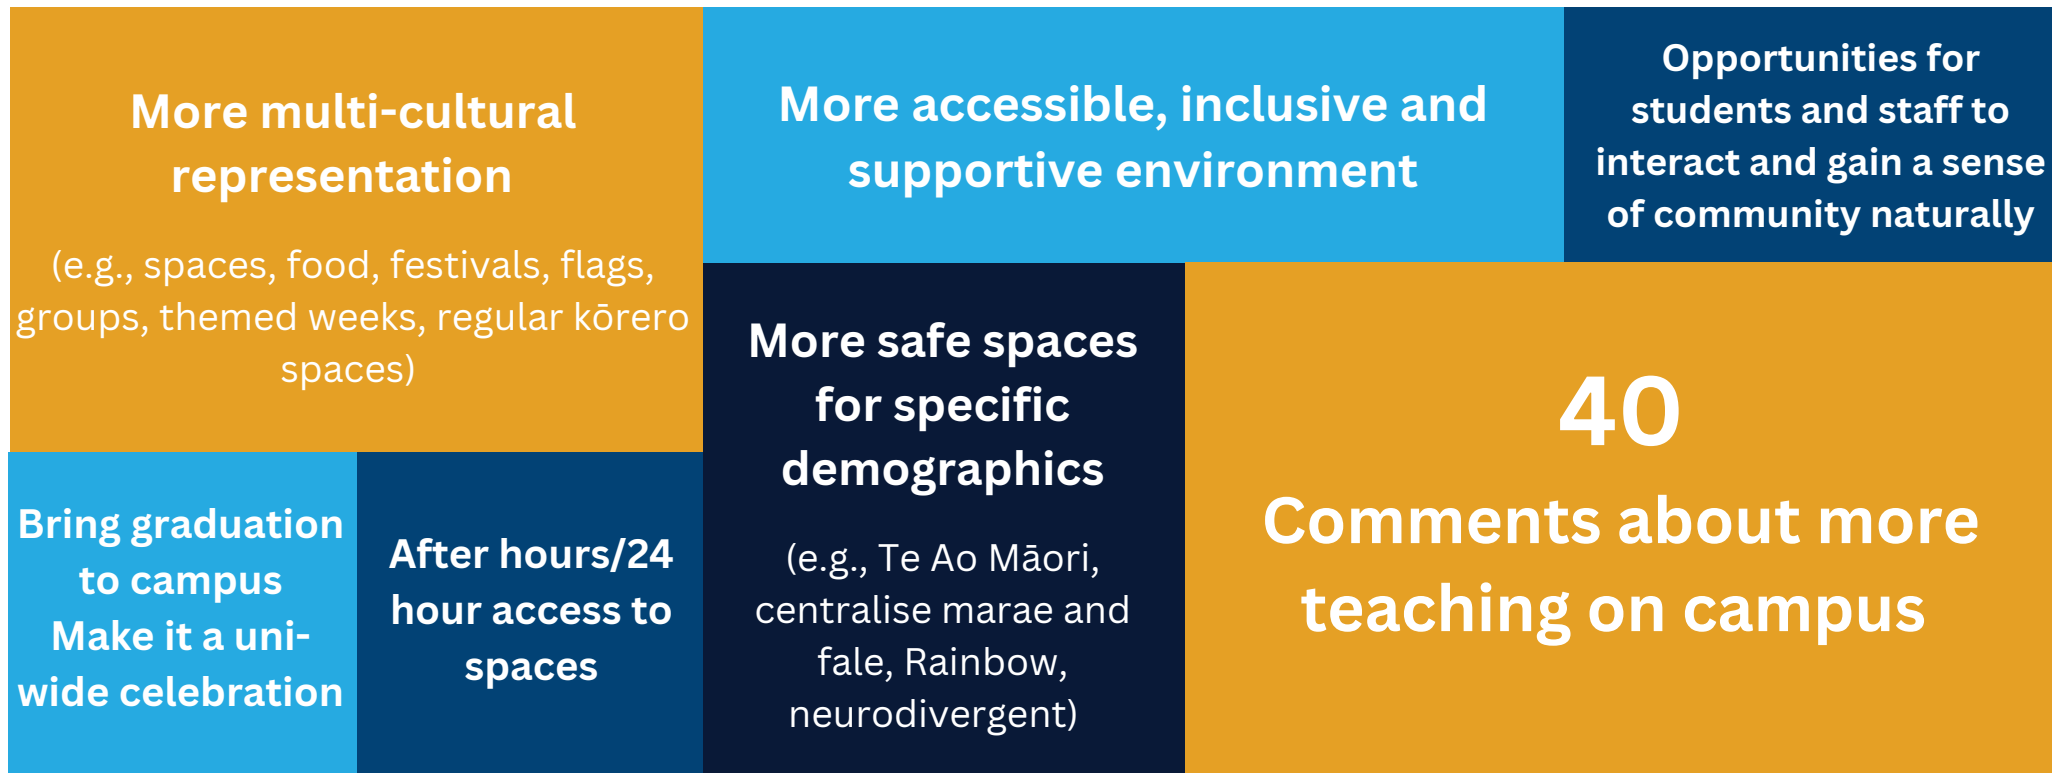 More multi-cultural
representation
(e.g., spaces, food, festivals, flags,
groups, themed weeks, regular kōrero
spaces)
More accessible, inclusive and
supportive environment
Opportunities for
students and staff to
interact and gain a sense
of community naturally
Bring graduation
to campus
Make it a uni-
wide celebration
After hours/24
hour access to
spaces
More safe spaces
for specific
demographics
(e.g., Te Ao Māori,
centralise marae and
fale, Rainbow,
neurodivergent)
40
Comments about more
teaching on campus